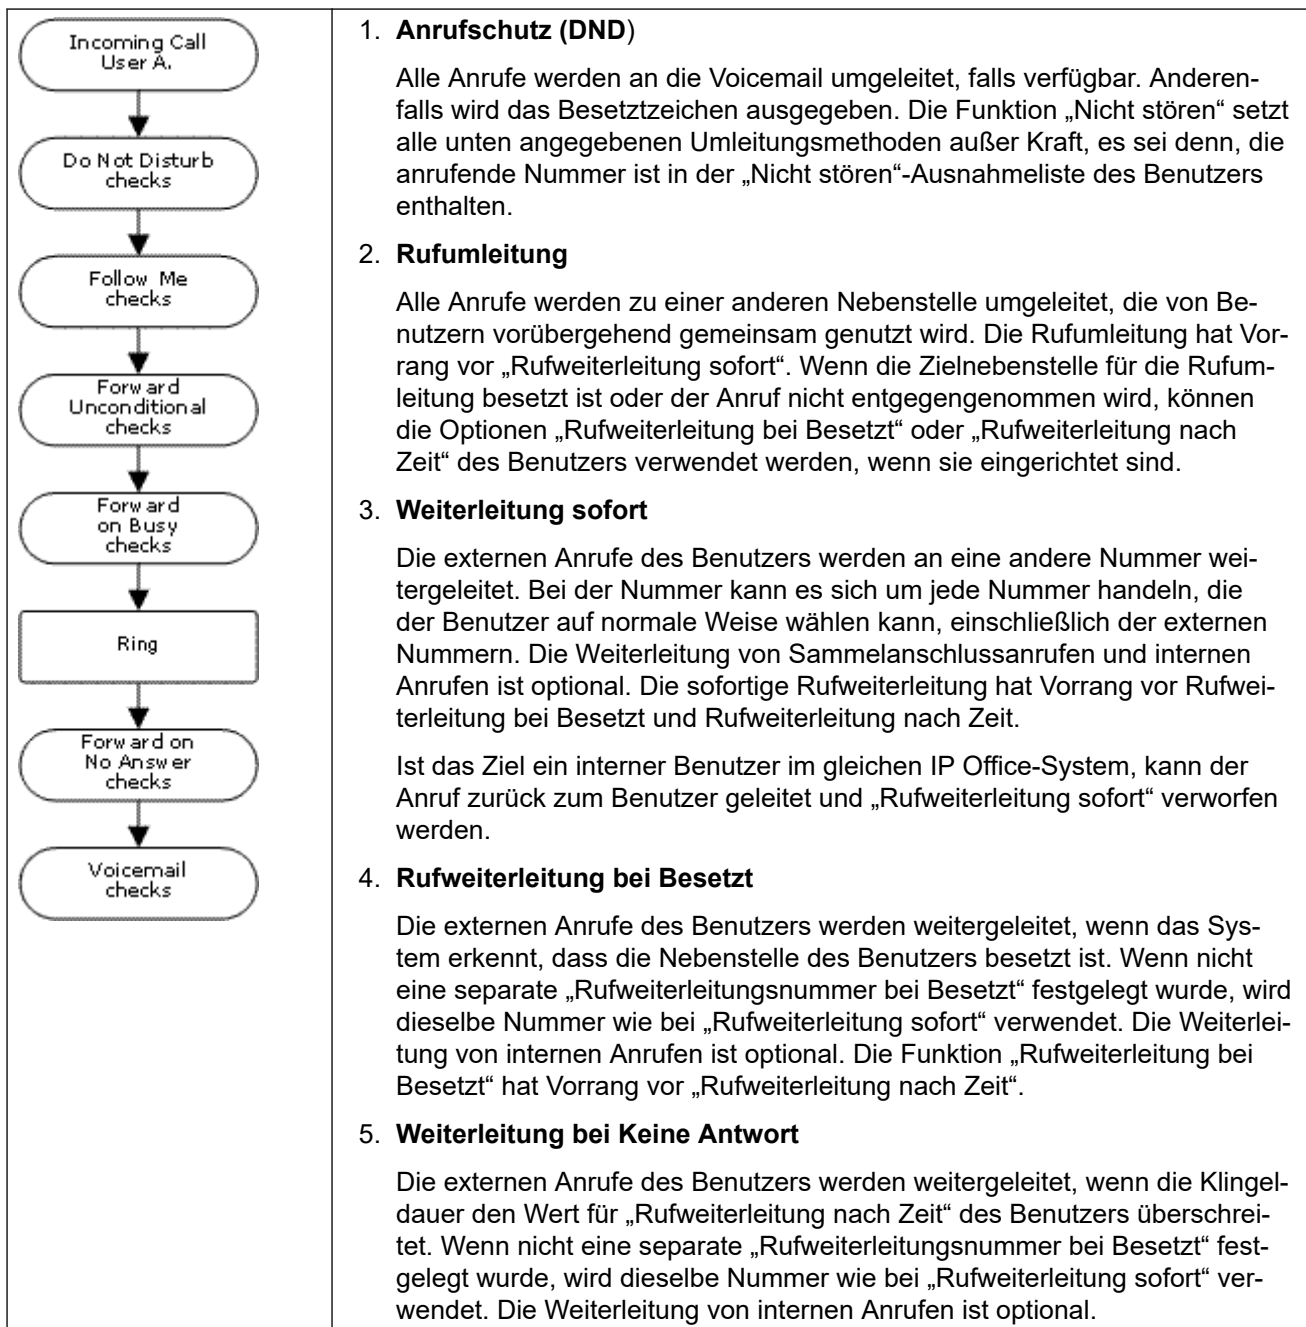 Incoming Call
User A.
Do Not Disturb
checks
Follow Me
checks
Forward
Unconditional
checks
Forward
on Busy
checks
Ring
Forward on
No Answer
checks
Voicemail
checks
1. Anrufschutz (DND)
Alle Anrufe werden an die Voicemail umgeleitet, falls verfügbar. Anderen-
falls wird das Besetztzeichen ausgegeben. Die Funktion „Nicht stören“ setzt
alle unten angegebenen Umleitungsmethoden außer Kraft, es sei denn, die
anrufende Nummer ist in der „Nicht stören“-Ausnahmeliste des Benutzers
enthalten.
2. Rufumleitung
Alle Anrufe werden zu einer anderen Nebenstelle umgeleitet, die von Be-
nutzern vorübergehend gemeinsam genutzt wird. Die Rufumleitung hat Vor-
rang vor „Rufweiterleitung sofort“. Wenn die Zielnebenstelle für die Rufum-
leitung besetzt ist oder der Anruf nicht entgegengenommen wird, können
die Optionen „Rufweiterleitung bei Besetzt“ oder „Rufweiterleitung nach
Zeit“ des Benutzers verwendet werden, wenn sie eingerichtet sind.
3. Weiterleitung sofort
Die externen Anrufe des Benutzers werden an eine andere Nummer wei-
tergeleitet. Bei der Nummer kann es sich um jede Nummer handeln, die
der Benutzer auf normale Weise wählen kann, einschließlich der externen
Nummern. Die Weiterleitung von Sammelanschlussanrufen und internen
Anrufen ist optional. Die sofortige Rufweiterleitung hat Vorrang vor Rufwei-
terleitung bei Besetzt und Rufweiterleitung nach Zeit.
Ist das Ziel ein interner Benutzer im gleichen IP Office-System, kann der
Anruf zurück zum Benutzer geleitet und „Rufweiterleitung sofort“ verworfen
werden.
4. Rufweiterleitung bei Besetzt
Die externen Anrufe des Benutzers werden weitergeleitet, wenn das Sys-
tem erkennt, dass die Nebenstelle des Benutzers besetzt ist. Wenn nicht
eine separate „Rufweiterleitungsnummer bei Besetzt“ festgelegt wurde, wird
dieselbe Nummer wie bei „Rufweiterleitung sofort“ verwendet. Die Weiterlei-
tung von internen Anrufen ist optional. Die Funktion „Rufweiterleitung bei
Besetzt“ hat Vorrang vor „Rufweiterleitung nach Zeit“.
5. Weiterleitung bei Keine Antwort
Die externen Anrufe des Benutzers werden weitergeleitet, wenn die Klingel-
dauer den Wert für „Rufweiterleitung nach Zeit“ des Benutzers überschrei-
tet. Wenn nicht eine separate „Rufweiterleitungsnummer bei Besetzt“ fest-
gelegt wurde, wird dieselbe Nummer wie bei „Rufweiterleitung sofort“ ver-
wendet. Die Weiterleitung von internen Anrufen ist optional.